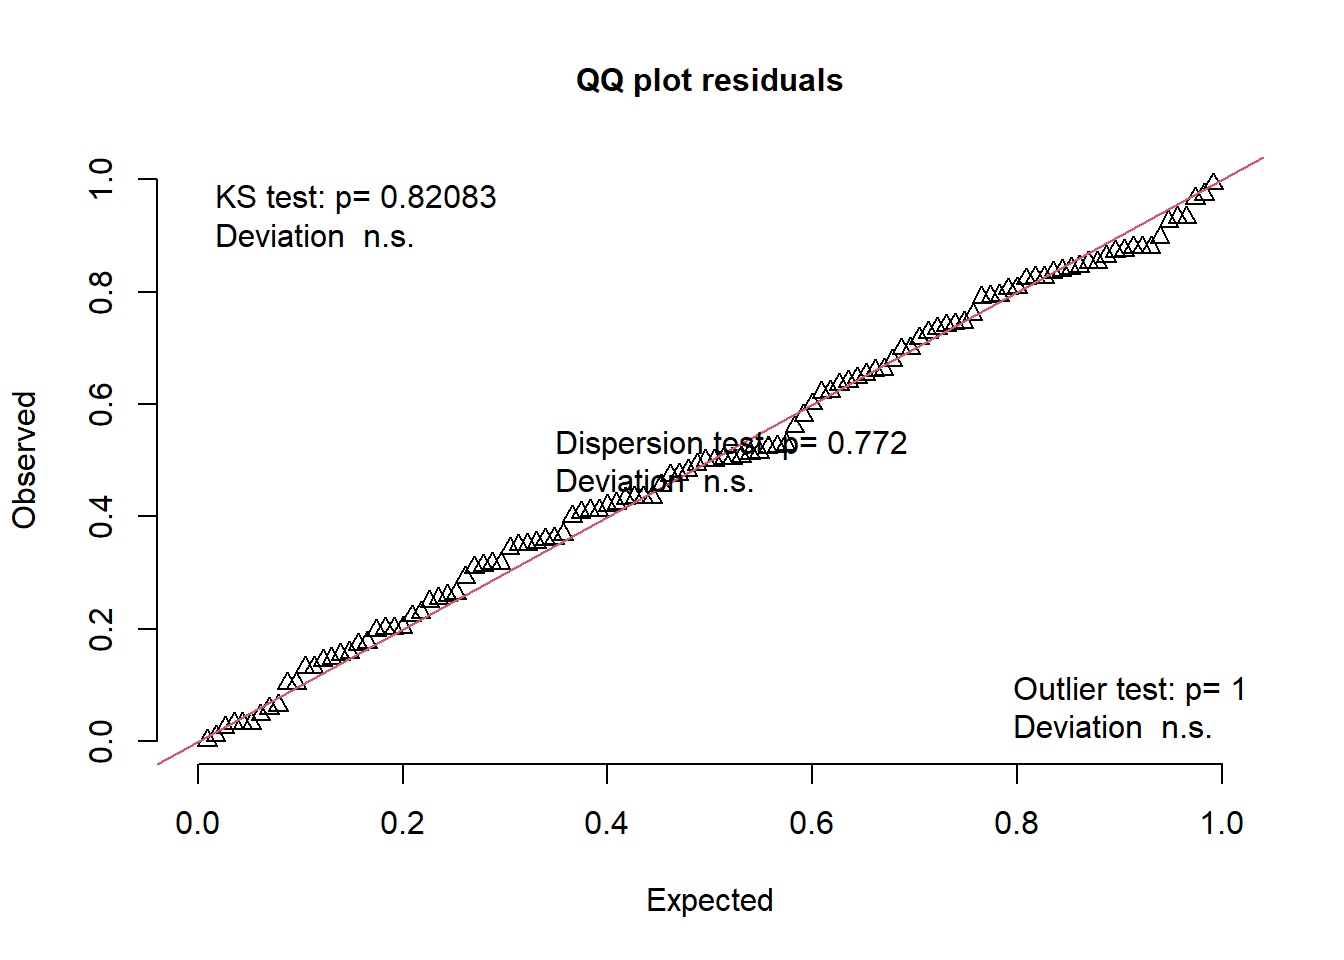 QQ plot residuals
KS test: p= 0.82083
Deviation  n.s.
Dispersion test: p= 0.772
Deviation  n.s.
Outlier test: p= 1
Deviation  n.s.
Observed
0.0
0.2
0.4
0.6
0.8
1.0
0.0
0.2
0.4
0.6
0.8
1.0
Expected